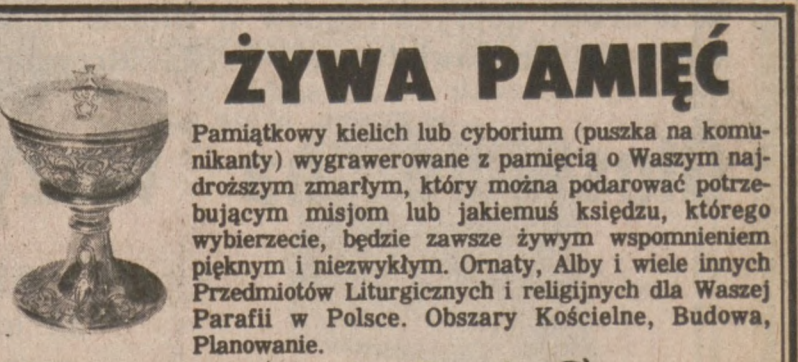 ŻYWA PAMIĘĆ
Pamiątkowy kielich lub cyborium (puszka na komu-
nikanty) wygrawerowane z pamięcią o Waszym naj-
droższym zmarłym, który można podarować potrze-
bującym misjom lub jakiemuś księdzu, którego
wybierzecie, będzie zawsze żywym wspomnieniem
pięknym i niezwykłym. Ornaty, Alby i wiele innych
Przedmiotów Liturgicznych i religijnych dla Waszej
Parafii w Polsce. Obszary Kościelne, Budowa,
Planowanie.